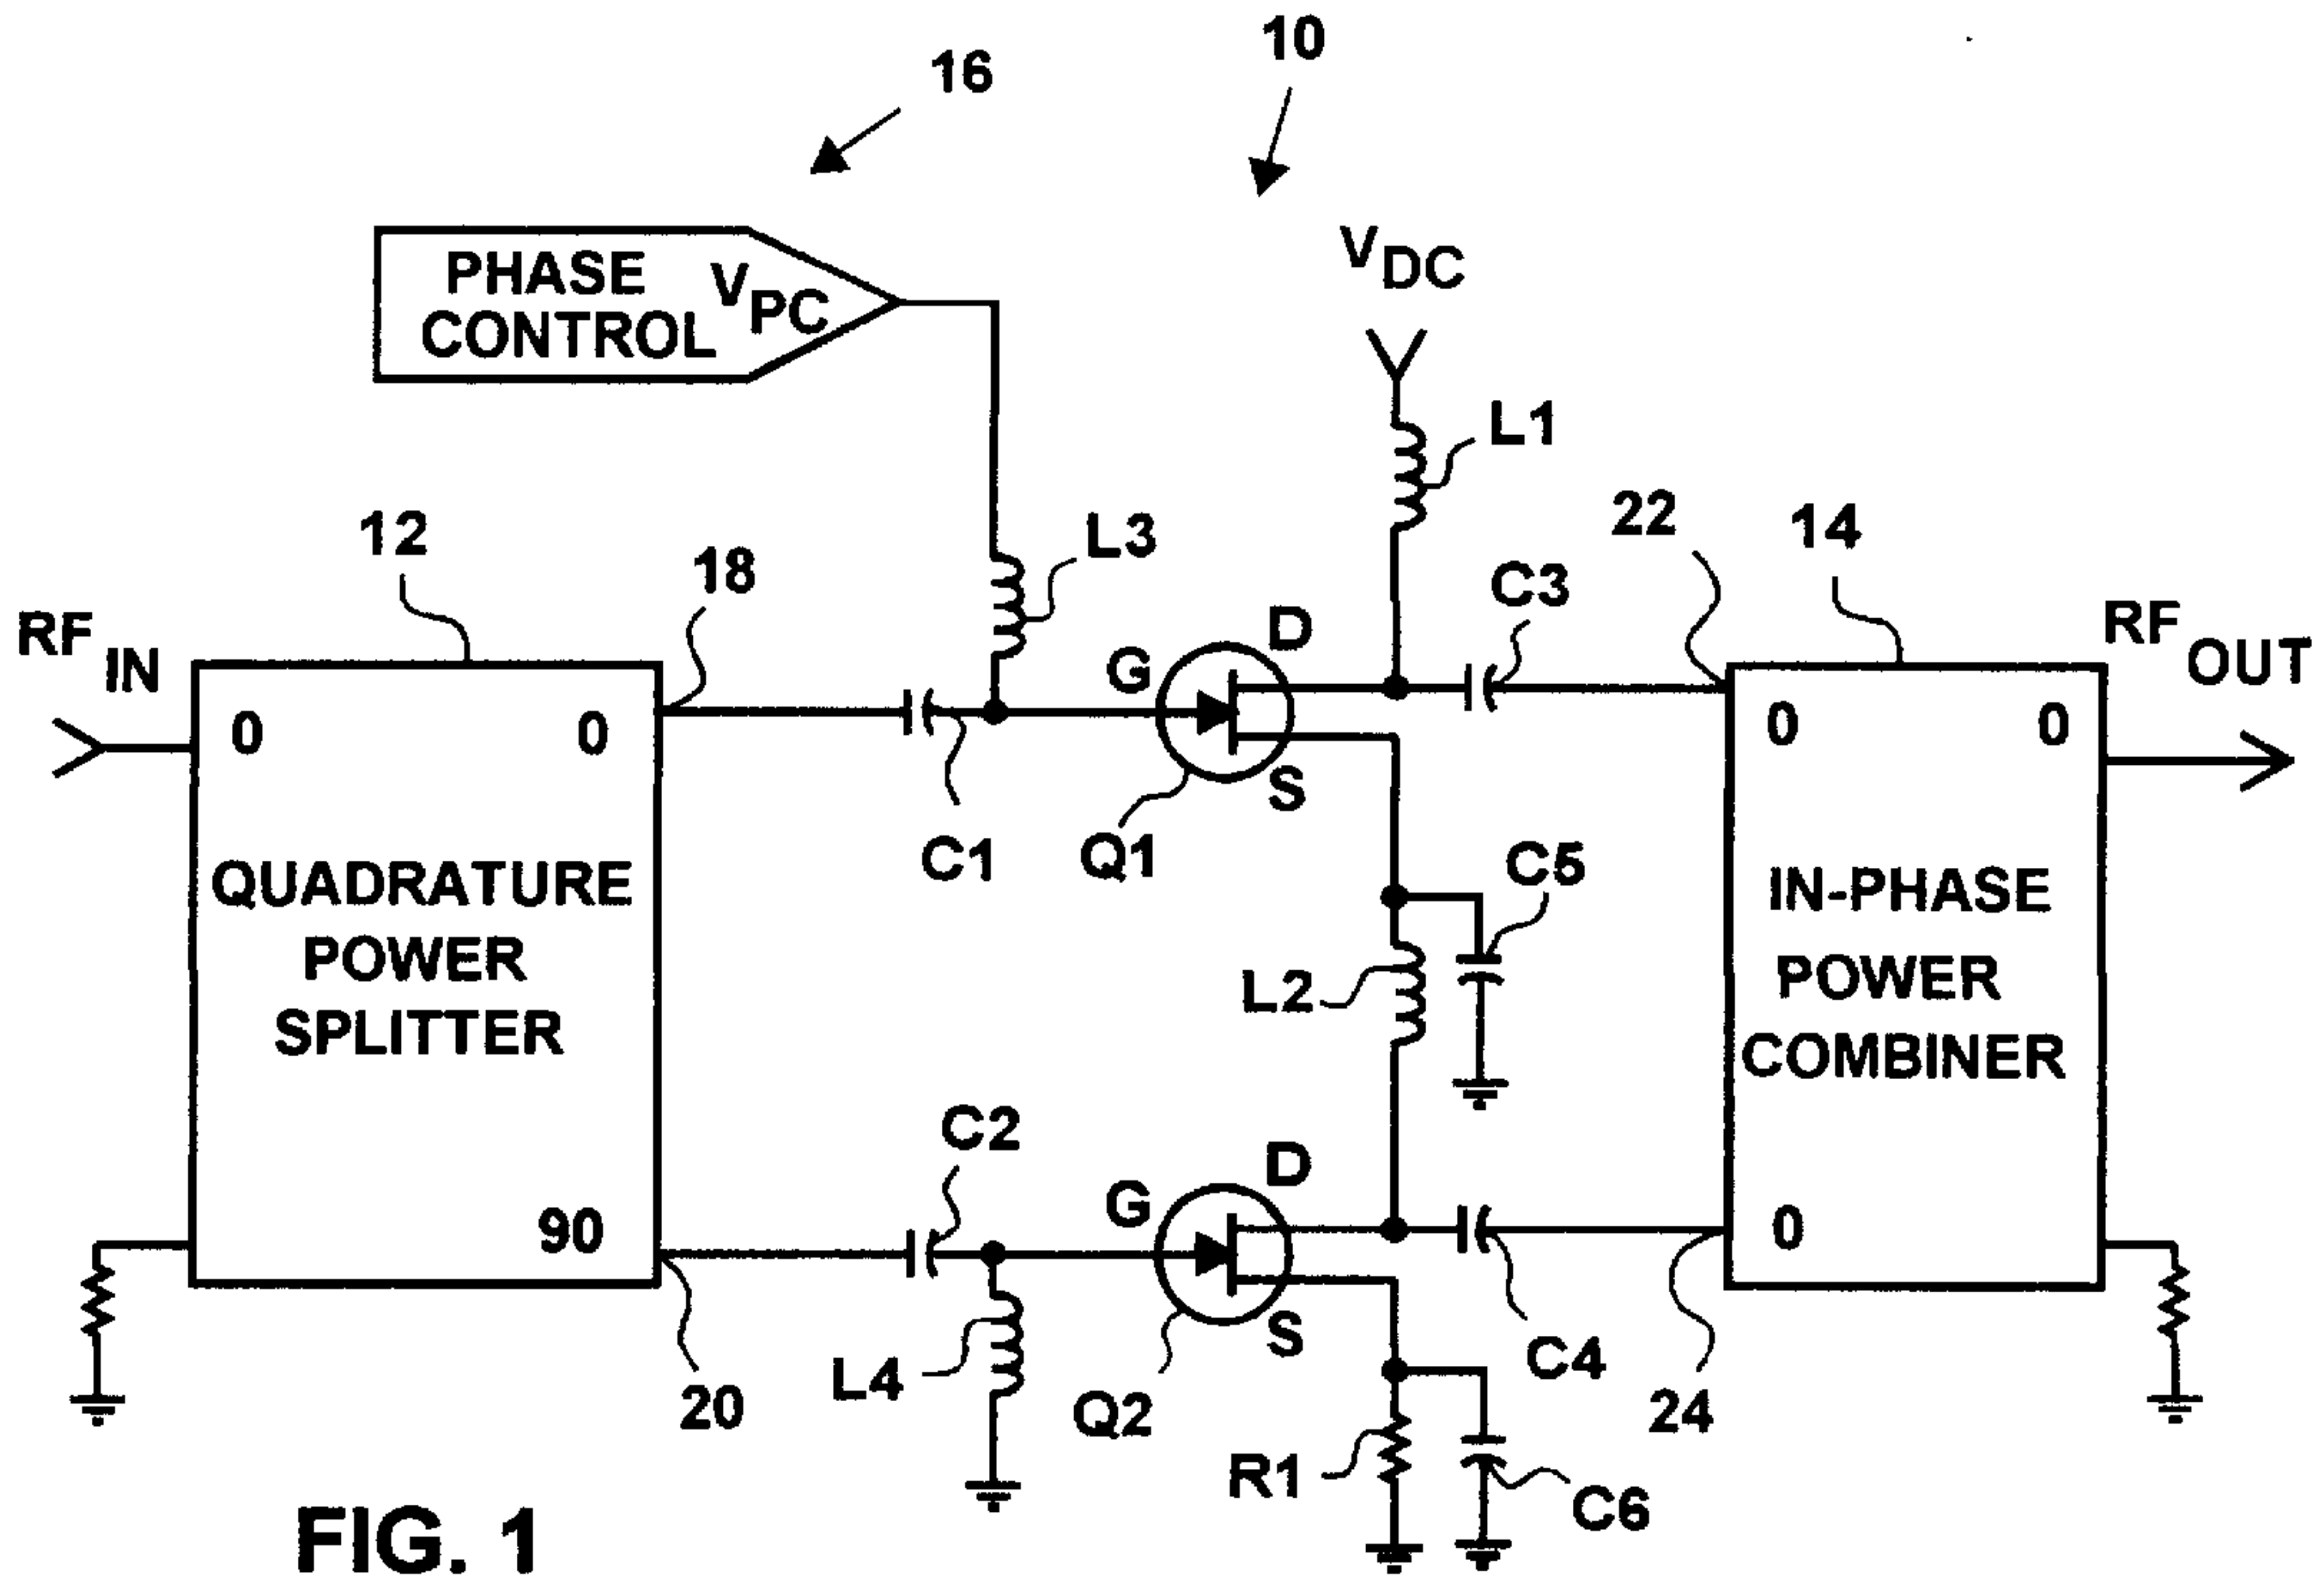 10
16
PHASE CONTROL V PC
V DC
L1
L3
12
18
22
14
C3
RF IN
RF OUT
G
D
S
0
0
0
0
C1
Q1
C5
QUADRATURE
POWER
SPLITTER
IN-PHASE
POWER
COMBINER
L2
C2
G
D
S
90
0
L4
20
Q2
C4
24
R1
C6
FIG. 1